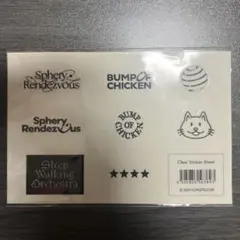 Sphery
Rendezvous
BUMP OF
CHICKEN
Sphery
Rendezvous
BUMP
OF
CHICKEN
Sleep
Walking
Orchestra
Clear Sticker Sheet